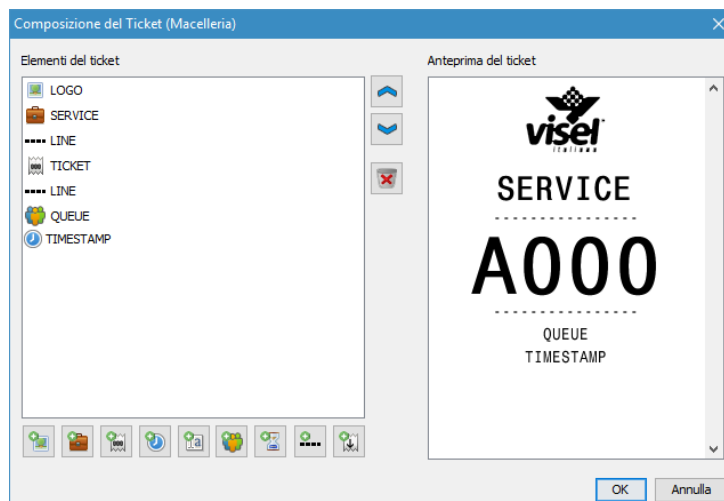 Composizione del Ticket (Macelleria)
Elementi del ticket
LOGO
SERVICE
LINE
TICKET
LINE
QUEUE
TIMESTAMP
Anteprima del ticket
visel
italiana
SERVICE
A000
QUEUE
TIMESTAMP
OK
Annulla